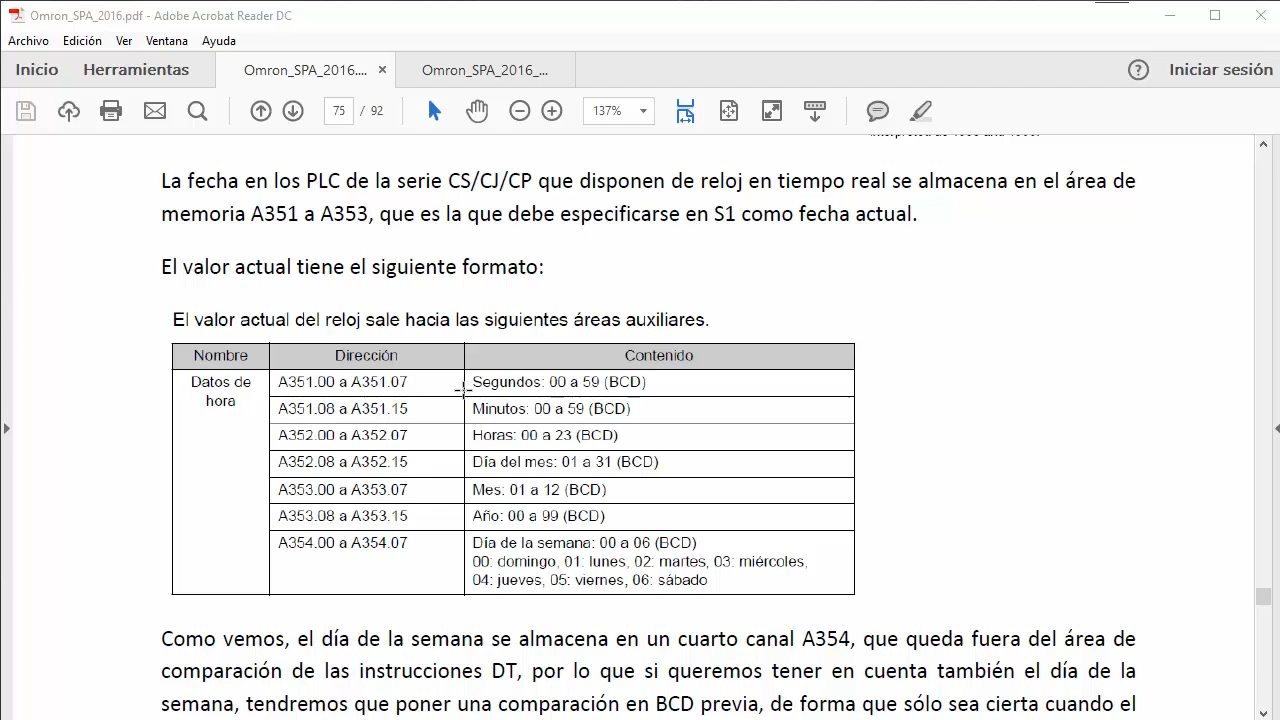 Omron_SPA_2016.pdf - Adobe Acrobat Reader DC
Archivo Edición Ver Ventana Ayuda
Inicio Herramientas Omron_SPA_2016.... × Omron_SPA_2016_... Iniciar sesión
75 / 92 137%
La fecha en los PLC de la serie CS/CJ/CP que disponen de reloj en tiempo real se almacena en el área de
memoria A351 a A353, que es la que debe especificarse en S1 como fecha actual.
El valor actual tiene el siguiente formato:
El valor actual del reloj sale hacia las siguientes áreas auxiliares.
Nombre Dirección Contenido
Datos de hora A351.00 a A351.07 Segundos: 00 a 59 (BCD)
A351.08 a A351.15 Minutos: 00 a 59 (BCD)
A352.00 a A352.07 Horas: 00 a 23 (BCD)
A352.08 a A352.15 Día del mes: 01 a 31 (BCD)
A353.00 a A353.07 Mes: 01 a 12 (BCD)
A353.08 a A353.15 Año: 00 a 99 (BCD)
A354.00 a A354.07 Día de la semana: 00 a 06 (BCD)
00: domingo, 01: lunes, 02: martes, 03: miércoles,
04: jueves, 05: viernes, 06: sábado
Como vemos, el día de la semana se almacena en un cuarto canal A354, que queda fuera del área de
comparación de las instrucciones DT, por lo que si queremos tener en cuenta también el día de la
semana, tendremos que poner una comparación en BCD previa, de forma que sólo sea cierta cuando el